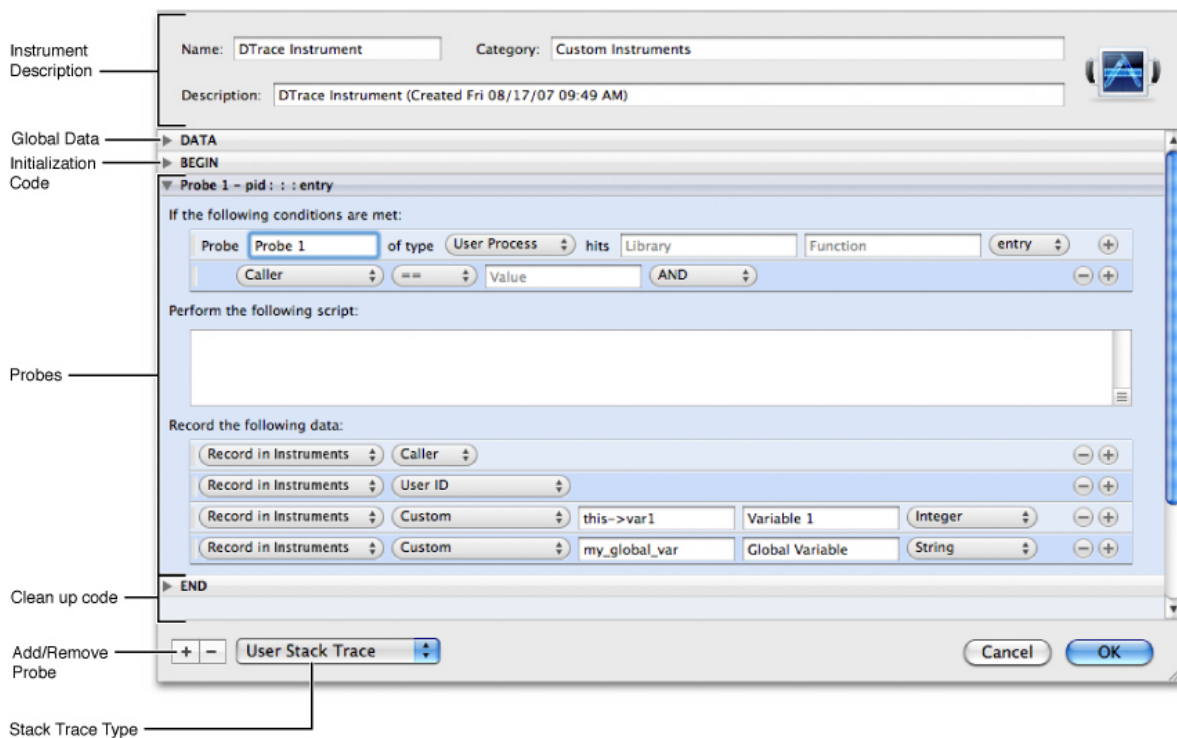 Instrument
Description
Name: DTrace Instrument Category: Custom Instruments
Description: DTrace Instrument (Created Fri 08/17/07 09:49 AM)
Global Data
DATA
Initialization
Code
BEGIN
Probe 1 - pid : : : entry
If the following conditions are met:
Probe Probe 1 of type User Process hits Library Function entry +
Caller == Value AND − +
Perform the following script:
Probes
Record the following data:
Record in Instruments Caller − +
Record in Instruments User ID − +
Record in Instruments Custom this->var1 Variable 1 Integer − +
Record in Instruments Custom my_global_var Global Variable String − +
Clean up code
END
Add/Remove
Probe
+ − User Stack Trace Cancel OK
Stack Trace Type